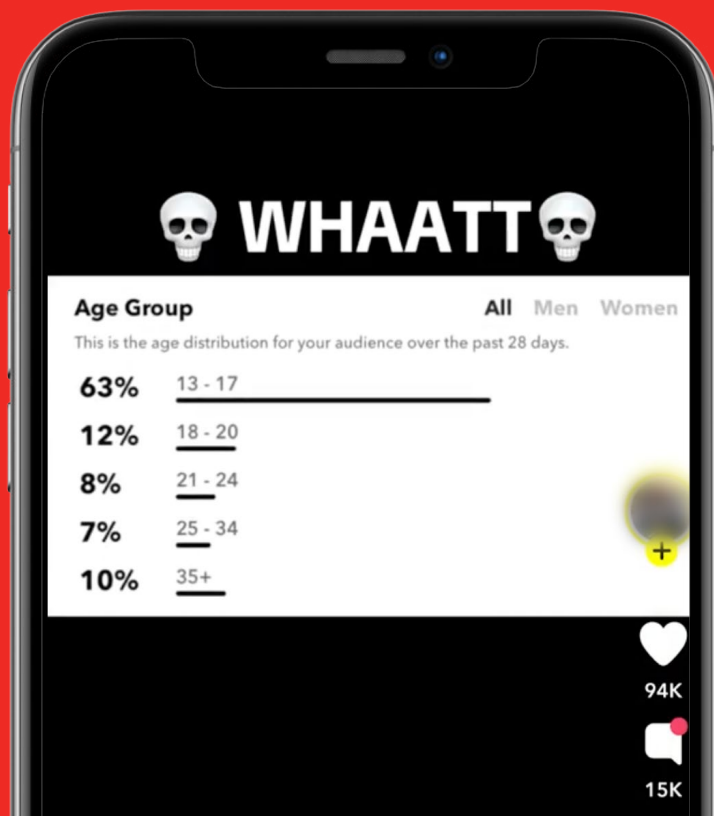 💀 WHAATT💀
Age Group All Men Women
This is the age distribution for your audience over the past 28 days.
63% 13 - 17
12% 18 - 20
8% 21 - 24
7% 25 - 34
10% 35+
+
94K
15K